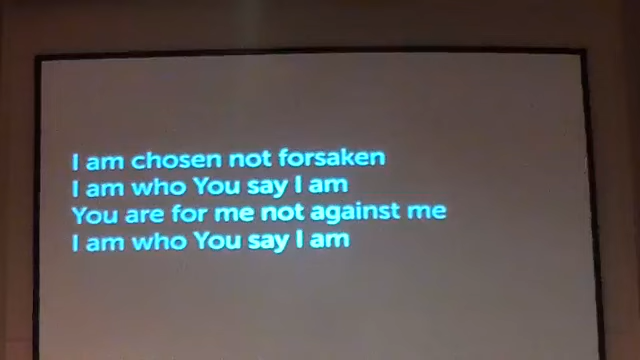 I am chosen not forsaken
I am who You say I am
You are for me not against me
I am who You say I am